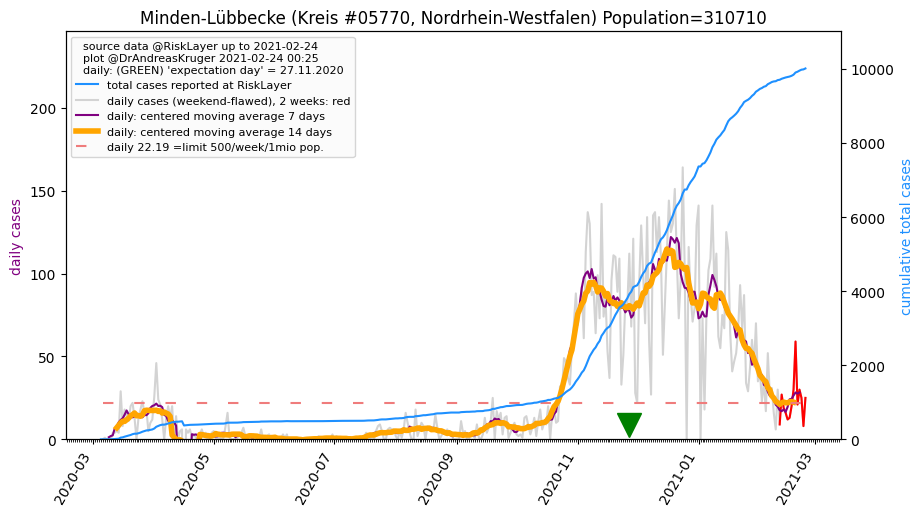 Minden-Lübbecke (Kreis #05770, Nordrhein-Westfalen) Population=310710
source data @RiskLayer up to 2021-02-24
plot @DrAndreasKruger 2021-02-24 00:25
daily: (GREEN) 'expectation day' = 27.11.2020
total cases reported at RiskLayer
daily cases (weekend-flawed), 2 weeks: red
daily: centered moving average 7 days
daily: centered moving average 14 days
daily 22.19 =limit 500/week/1mio pop.
daily cases
200
150
100
50
0
10000
8000
6000
4000
2000
0
cumulative total cases
2020-03
2020-05
2020-07
2020-09
2020-11
2021-01
2021-03